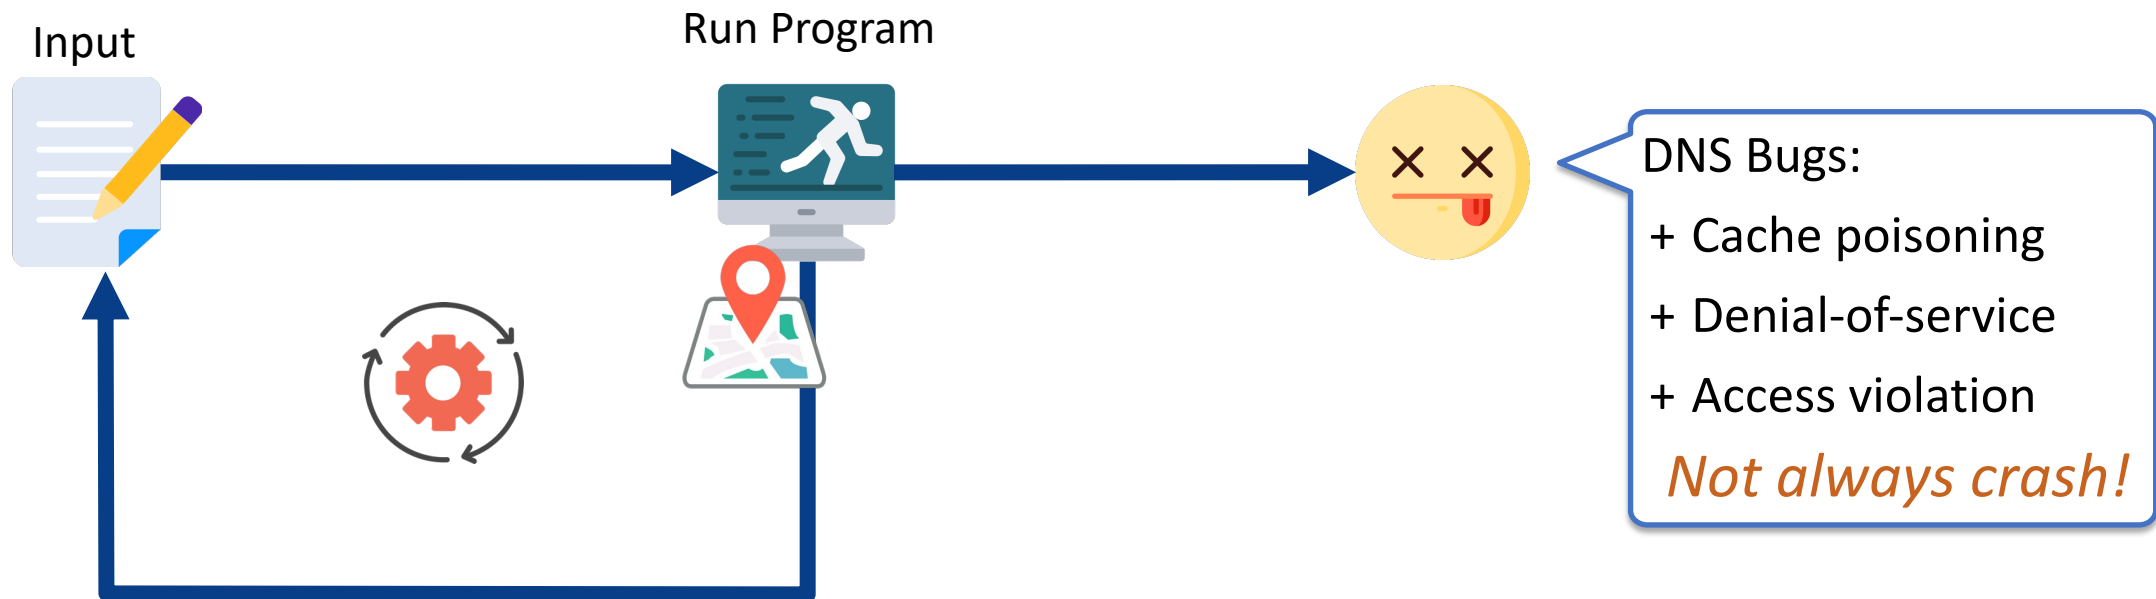 Input
Run Program
DNS Bugs:
+ Cache poisoning
+ Denial-of-service
+ Access violation
Not always crash!